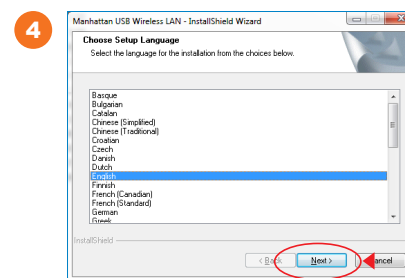 4
Manhattan USB Wireless LAN - InstallShield Wizard
Choose Setup Language
Select the language for the installation from the choices below.
Basque
Bulgarian
Catalan
Chinese (Simplified)
Chinese (Traditional)
Croatian
Czech
Danish
Dutch
English
Finnish
French (Canadian)
French (Standard)
German
Greek
InstallShield
< Back
Next >
ancel